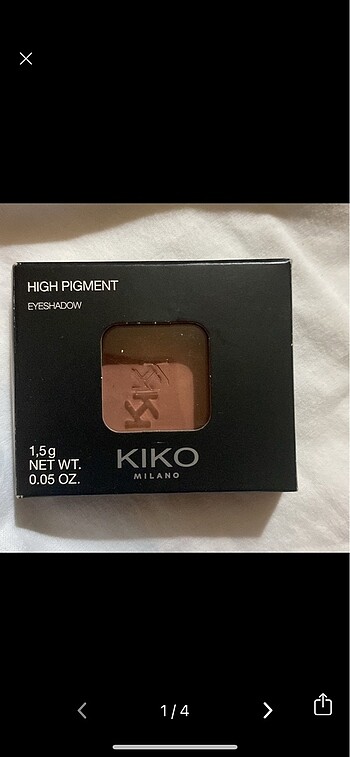 HIGH PIGMENT
EYESHADOW
1,5g
NET WT.
0.05 OZ.
KIKO
MILANO
1/4